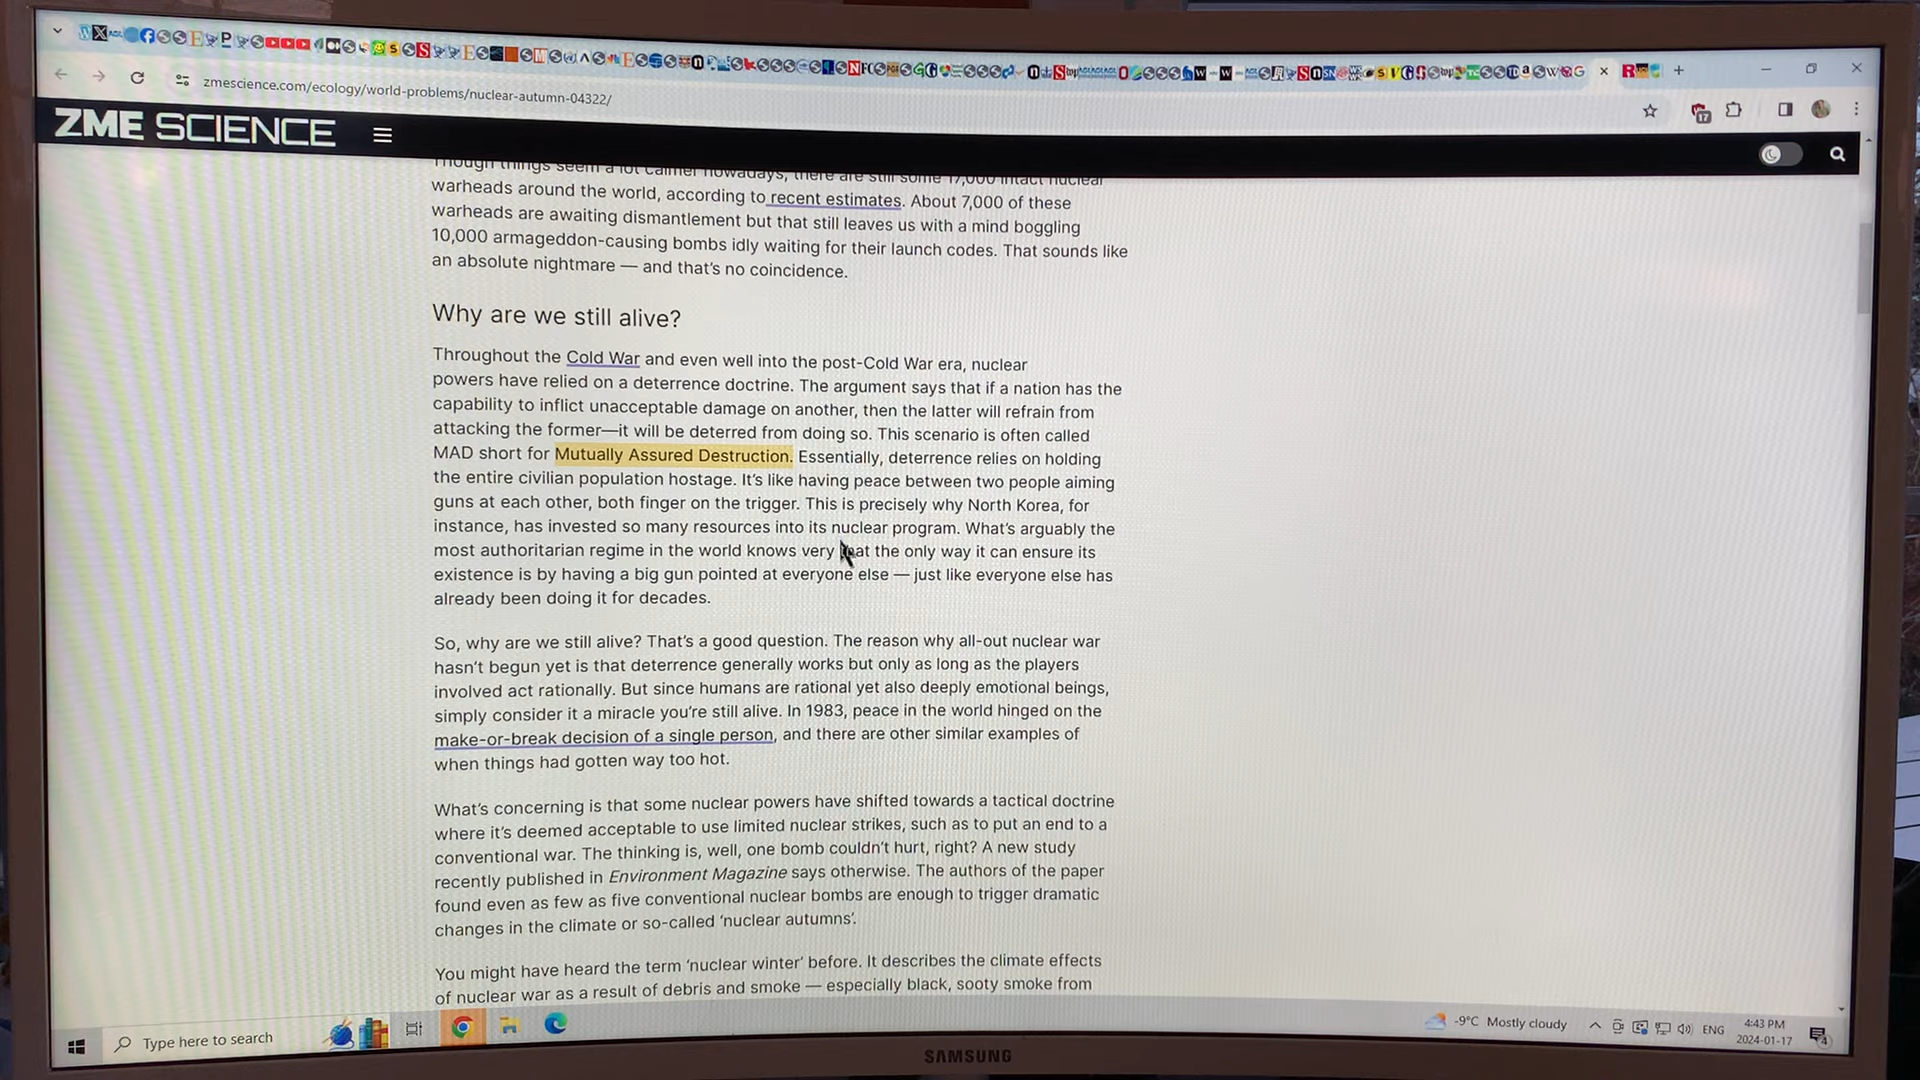 zmescience.com/ecology/world-problems/nuclear-autumn-04322/
ZME SCIENCE
Though things seem a lot calmer nowadays, there are still some 17,000 intact nuclear
warheads around the world, according to recent estimates. About 7,000 of these
warheads are awaiting dismantlement but that still leaves us with a mind boggling
10,000 armageddon-causing bombs idly waiting for their launch codes. That sounds like
an absolute nightmare — and that's no coincidence.
Why are we still alive?
Throughout the Cold War and even well into the post-Cold War era, nuclear
powers have relied on a deterrence doctrine. The argument says that if a nation has the
capability to inflict unacceptable damage on another, then the latter will refrain from
attacking the former—it will be deterred from doing so. This scenario is often called
MAD short for Mutually Assured Destruction. Essentially, deterrence relies on holding
the entire civilian population hostage. It's like having peace between two people aiming
guns at each other, both finger on the trigger. This is precisely why North Korea, for
instance, has invested so many resources into its nuclear program. What's arguably the
most authoritarian regime in the world knows very that the only way it can ensure its
existence is by having a big gun pointed at everyone else — just like everyone else has
already been doing it for decades.
So, why are we still alive? That's a good question. The reason why all-out nuclear war
hasn't begun yet is that deterrence generally works but only as long as the players
involved act rationally. But since humans are rational yet also deeply emotional beings,
simply consider it a miracle you're still alive. In 1983, peace in the world hinged on the
make-or-break decision of a single person, and there are other similar examples of
when things had gotten way too hot.
What's concerning is that some nuclear powers have shifted towards a tactical doctrine
where it's deemed acceptable to use limited nuclear strikes, such as to put an end to a
conventional war. The thinking is, well, one bomb couldn't hurt, right? A new study
recently published in Environment Magazine says otherwise. The authors of the paper
found even as few as five conventional nuclear bombs are enough to trigger dramatic
changes in the climate or so-called 'nuclear autumns'.
You might have heard the term 'nuclear winter' before. It describes the climate effects
of nuclear war as a result of debris and smoke — especially black, sooty smoke from
Type here to search
-9°C Mostly cloudy
ENG
4:43 PM
2024-01-17
SAMSUNG